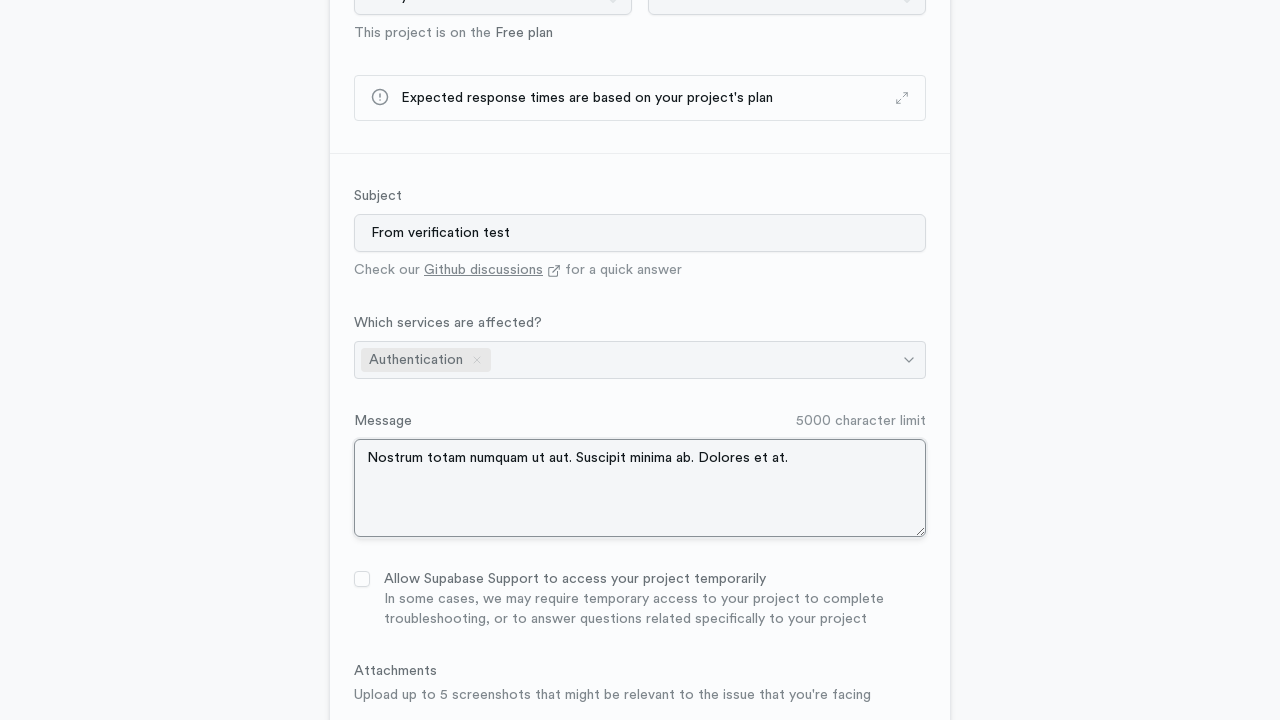 This project is on the Free plan
Expected response times are based on your project's plan
Subject
From verification test
Check our Github discussions for a quick answer
Which services are affected?
Authentication
Message 5000 character limit
Nostrum totam numquam ut aut. Suscipit minima ab. Dolores et at.
Allow Supabase Support to access your project temporarily
In some cases, we may require temporary access to your project to complete
troubleshooting, or to answer questions related specifically to your project
Attachments
Upload up to 5 screenshots that might be relevant to the issue that you're facing